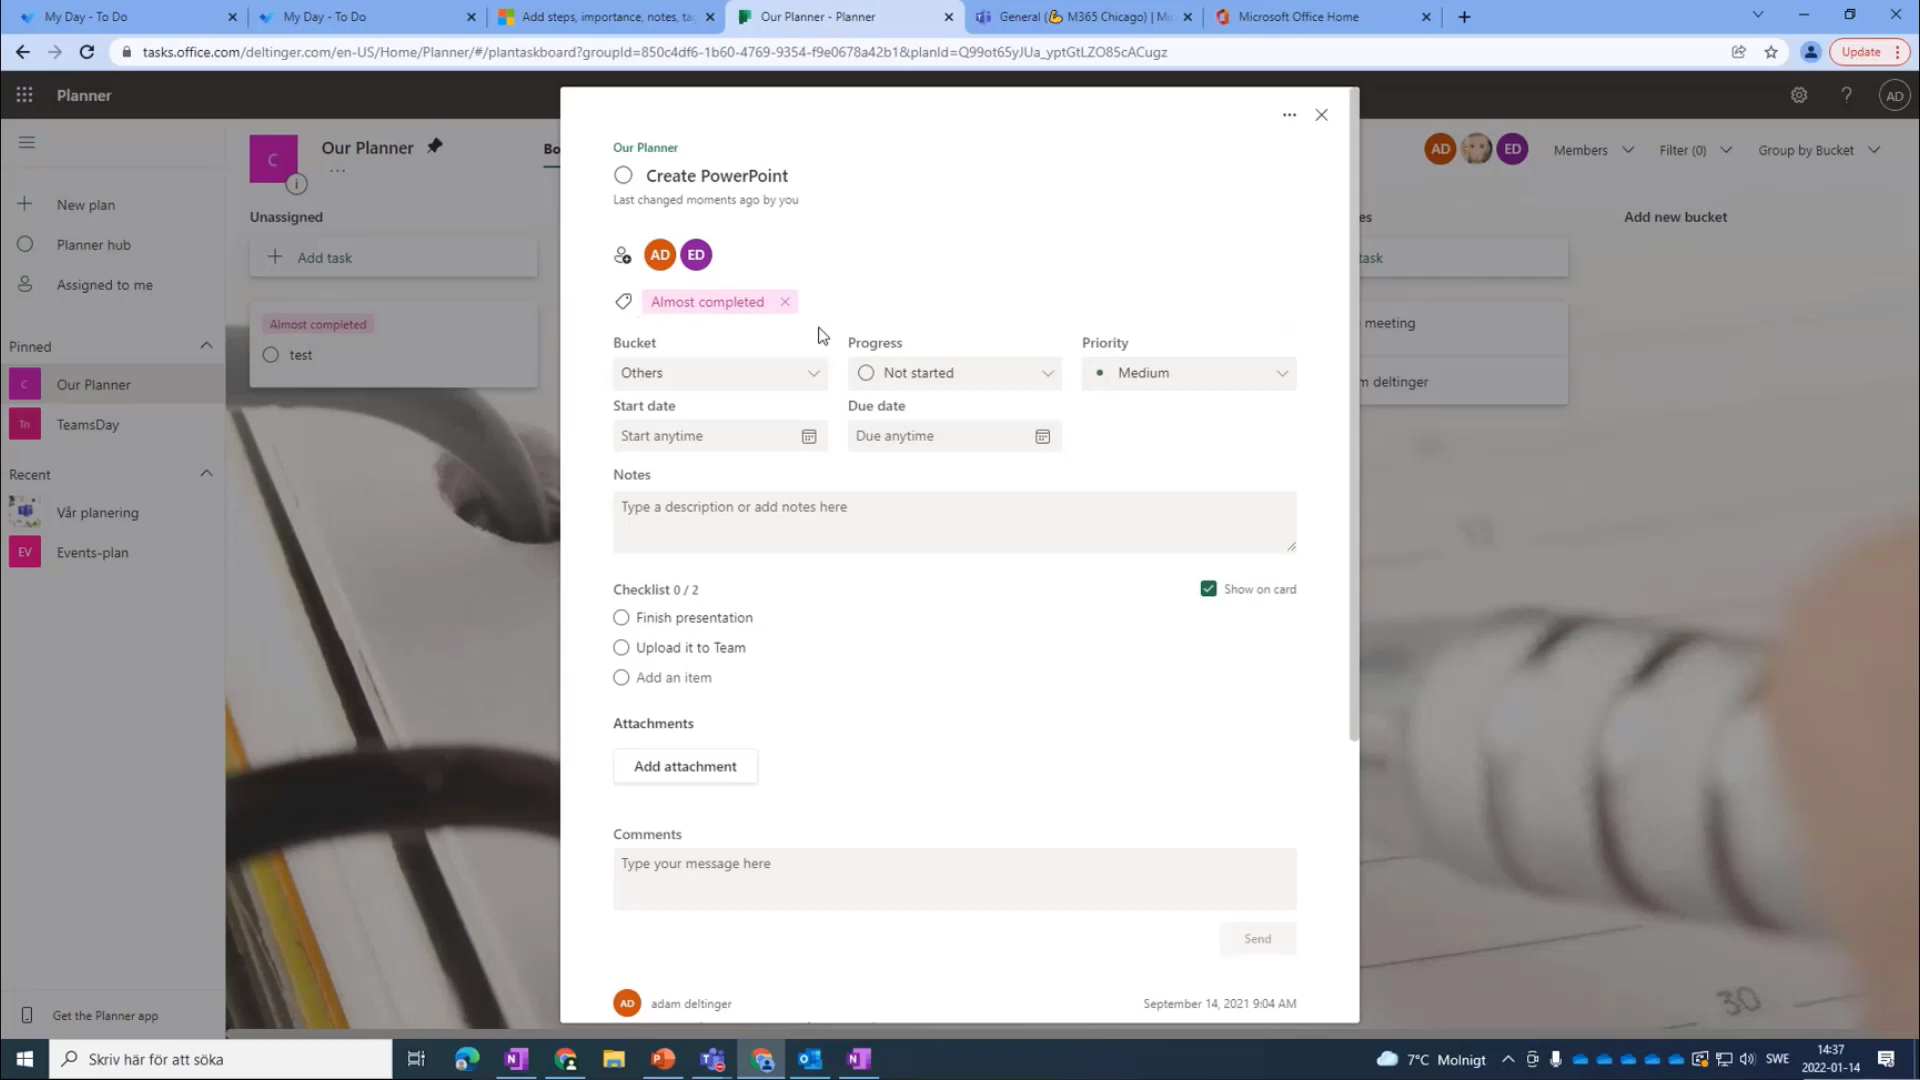 My Day - To Do
My Day - To Do
Add steps, importance, notes, ta
Our Planner - Planner
General (💪 M365 Chicago) | Mi
Microsoft Office Home
tasks.office.com/deltinger.com/en-US/Home/Planner/#/plantaskboard?groupId=850c4df6-1b60-4769-9354-f9e0678a42b1&planId=Q99ot65yJUa_yptGtLZO85cACugz
Update
Planner
AD
New plan
Planner hub
Assigned to me
Pinned
C Our Planner
Tn TeamsDay
Recent
Vår planering
EV Events-plan
Get the Planner app
C
Our Planner
Bo
AD ED Members Filter (0) Group by Bucket
Unassigned
Add task
Almost completed
test
es
Add new bucket
task
meeting
m deltinger
Our Planner
Create PowerPoint
Last changed moments ago by you
AD ED
Almost completed
Bucket Progress Priority
Others Not started Medium
Start date Due date
Start anytime Due anytime
Notes
Type a description or add notes here
Checklist 0 / 2 Show on card
Finish presentation
Upload it to Team
Add an item
Attachments
Add attachment
Comments
Type your message here
Send
AD adam deltinger September 14, 2021 9:04 AM
30
Skriv här för att söka
7°C Molnigt
SWE
14:37
2022-01-14